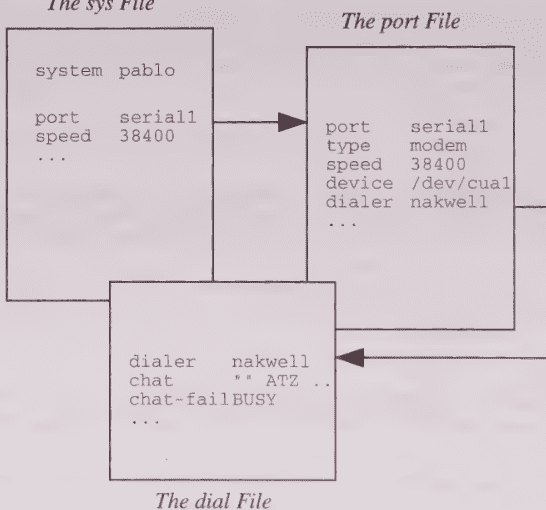 The sys File
system pablo
port serial1
speed 38400
...
The port File
port serial1
type modem
speed 38400
device /dev/cua1
dialer nakwell
...
dialer nakwell
chat "" ATZ ..
chat-fail BUSY
...
The dial File